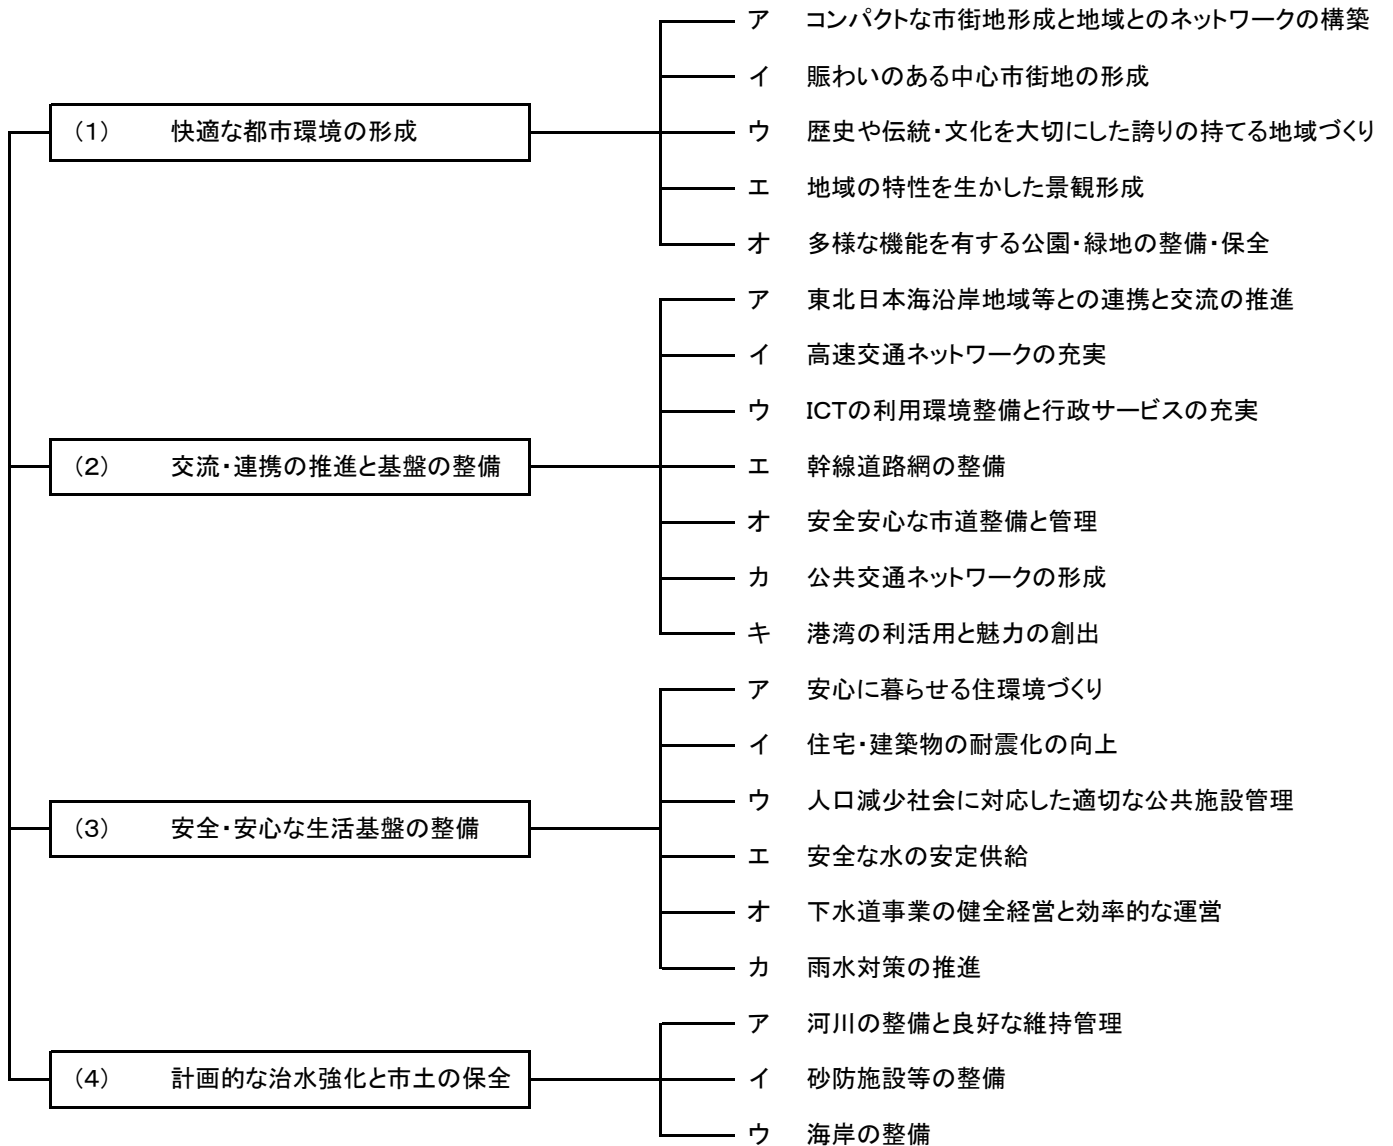 ア コンパクトな市街地形成と地域とのネットワークの構築
イ 賑わいのある中心市街地の形成
(1) 快適な都市環境の形成
ウ 歴史や伝統・文化を大切にした誇りの持てる地域づくり
エ 地域の特性を生かした景観形成
オ 多様な機能を有する公園・緑地の整備・保全
ア 東北日本海沿岸地域等との連携と交流の推進
イ 高速交通ネットワークの充実
ウ ICTの利用環境整備と行政サービスの充実
(2) 交流・連携の推進と基盤の整備
エ 幹線道路網の整備
オ 安全安心な市道整備と管理
カ 公共交通ネットワークの形成
キ 港湾の利活用と魅力の創出
ア 安心に暮らせる住環境づくり
イ 住宅・建築物の耐震化の向上
ウ 人口減少社会に対応した適切な公共施設管理
(3) 安全・安心な生活基盤の整備
エ 安全な水の安定供給
オ 下水道事業の健全経営と効率的な運営
カ 雨水対策の推進
ア 河川の整備と良好な維持管理
(4) 計画的な治水強化と市土の保全
イ 砂防施設等の整備
ウ 海岸の整備